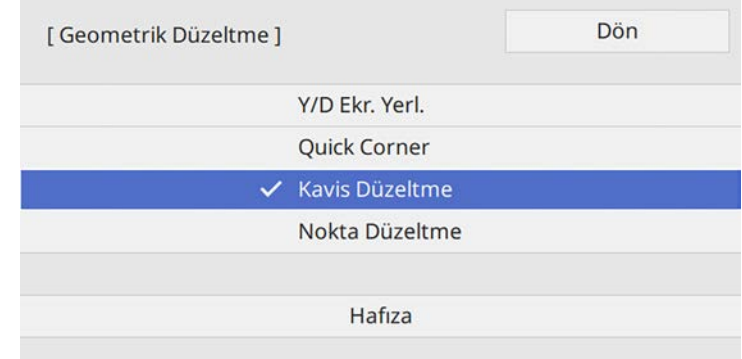 [ Geometrik Düzeltme ] Dön
Y/D Ekr. Yerl.
Quick Corner
Kavis Düzeltme
Nokta Düzeltme
Hafıza